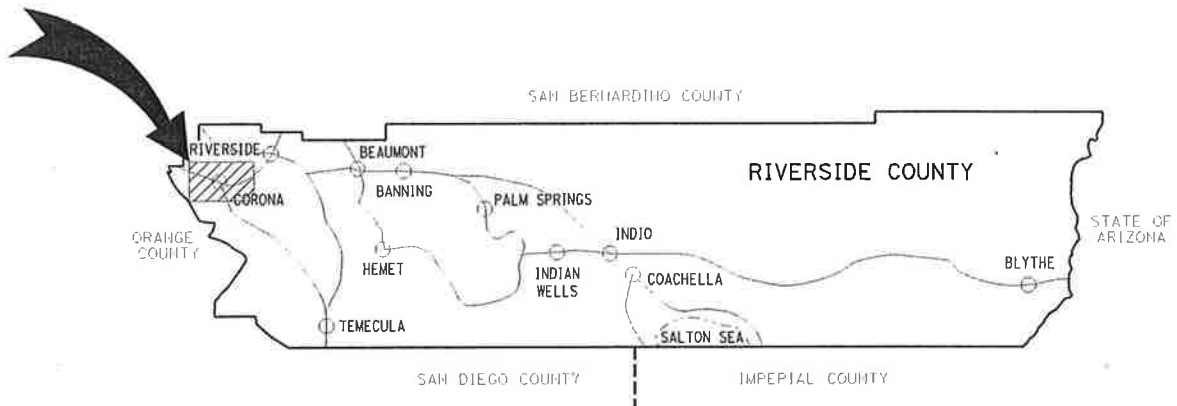 SAN BERNARDINO COUNTY
RIVERSIDE
BEAUMONT
RIVERSIDE COUNTY
BANNING
CORONA
PALM SPRINGS
STATE OF
ARIZONA
ORANGE
COUNTY
INDIO
HEMET
INDIAN
WELLS
COACHELLA
BLYTHE
TEMECULA
SALTON SEA
SAN DIEGO COUNTY
IMPERIAL COUNTY